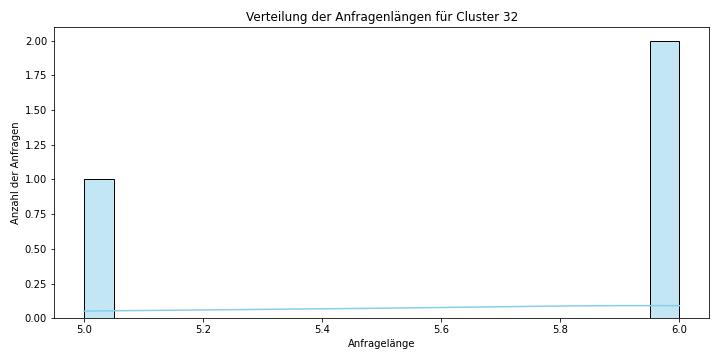 Verteilung der Anfragenlängen für Cluster 32
Anzahl der Anfragen
2.00
1.75
1.50
1.25
1.00
0.75
0.50
0.25
0.00
5.0 5.2 5.4 5.6 5.8 6.0
Anfragelänge